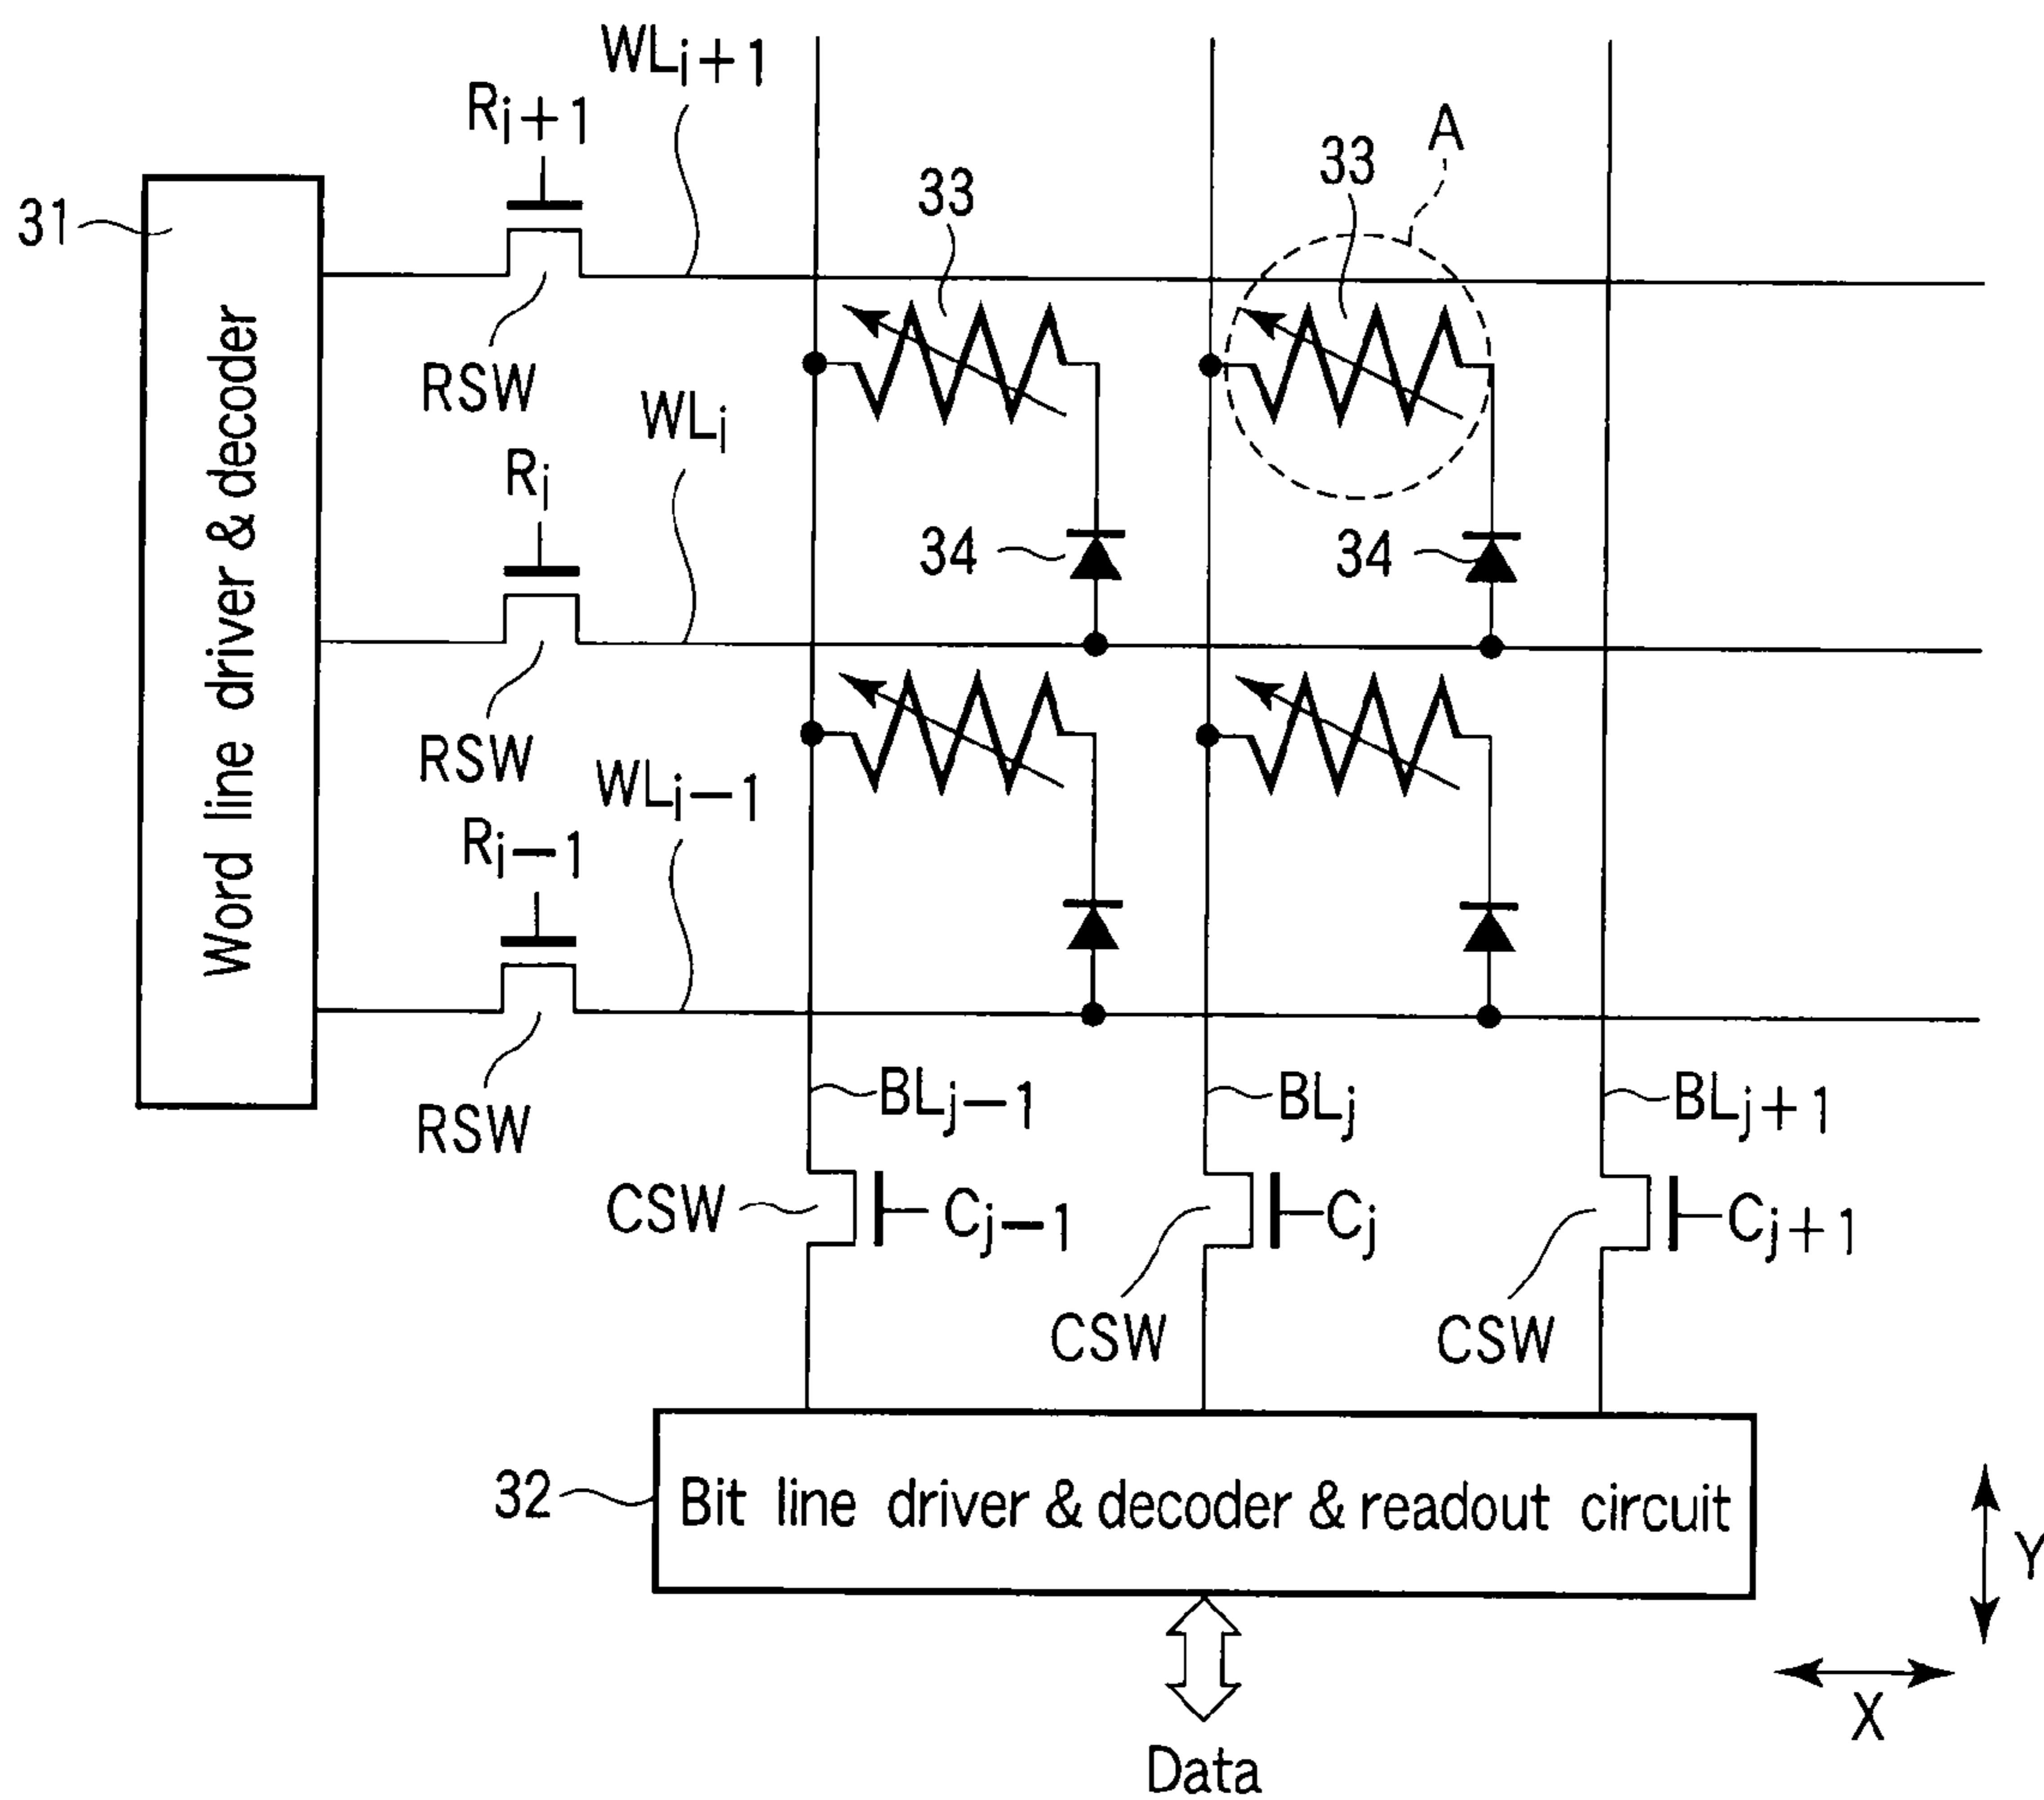 WLi+1
Ri+1
A
33
33
31
Word line driver & decoder
RSW
WLi
Ri
34
34
RSW
WLi-1
Ri-1
RSW
BLj-1
BLj
BLj+1
CSW
Cj-1
Cj
Cj+1
CSW
CSW
32
Bit line driver & decoder & readout circuit
Y
X
Data